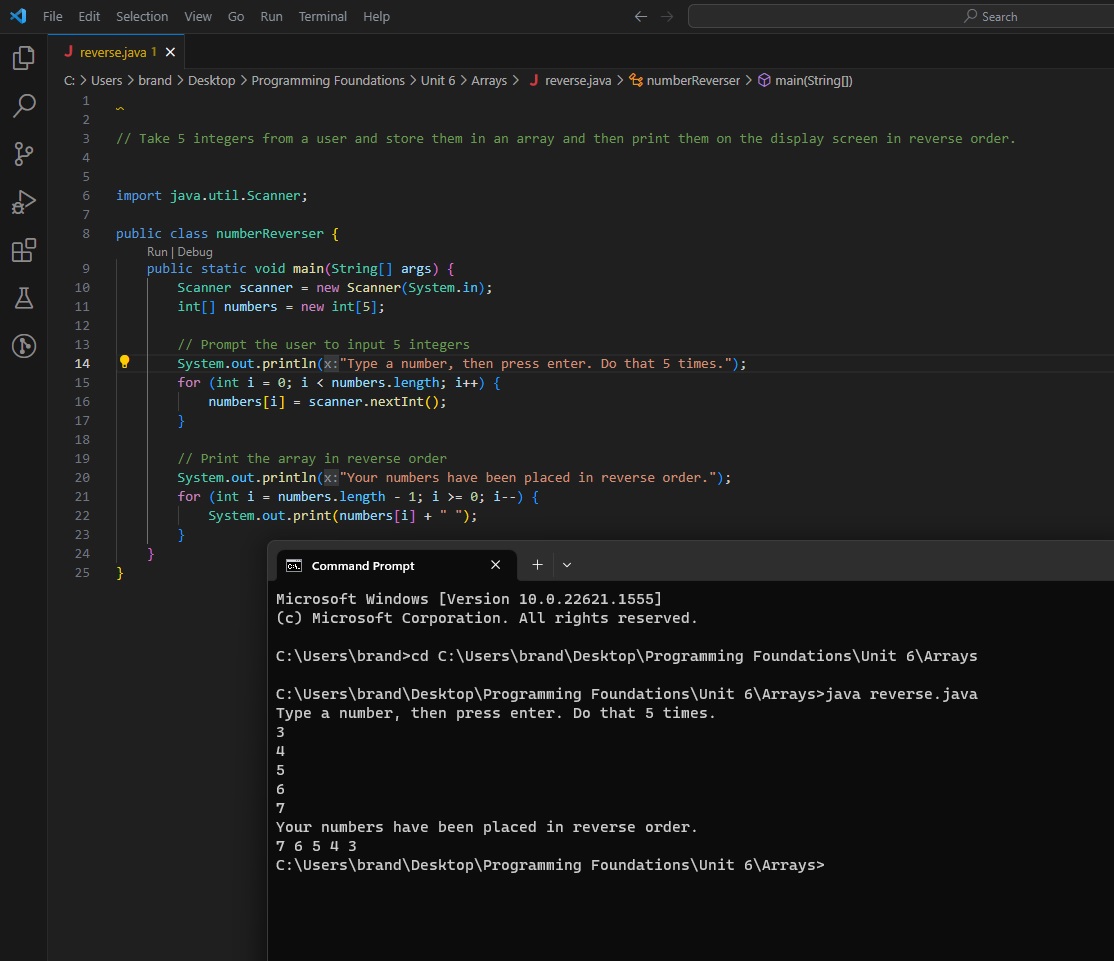 File Edit Selection View Go Run Terminal Help Search
reverse.java 1
C: > Users > brand > Desktop > Programming Foundations > Unit 6 > Arrays > J reverse.java > numberReverser > main(String[])
1
2
3 // Take 5 integers from a user and store them in an array and then print them on the display screen in reverse order.
4
5
6 import java.util.Scanner;
7
8 public class numberReverser {
Run | Debug
9 public static void main(String[] args) {
10 Scanner scanner = new Scanner(System.in);
11 int[] numbers = new int[5];
12
13 // Prompt the user to input 5 integers
14 System.out.println(x:"Type a number, then press enter. Do that 5 times.");
15 for (int i = 0; i < numbers.length; i++) {
16 numbers[i] = scanner.nextInt();
17 }
18
19 // Print the array in reverse order
20 System.out.println(x:"Your numbers have been placed in reverse order.");
21 for (int i = numbers.length - 1; i >= 0; i--) {
22 System.out.print(numbers[i] + " ");
23 }
24 }
25 }
Command Prompt
Microsoft Windows [Version 10.0.22621.1555]
(c) Microsoft Corporation. All rights reserved.
C:\Users\brand>cd C:\Users\brand\Desktop\Programming Foundations\Unit 6\Arrays
C:\Users\brand\Desktop\Programming Foundations\Unit 6\Arrays>java reverse.java
Type a number, then press enter. Do that 5 times.
3
4
5
6
7
Your numbers have been placed in reverse order.
7 6 5 4 3
C:\Users\brand\Desktop\Programming Foundations\Unit 6\Arrays>